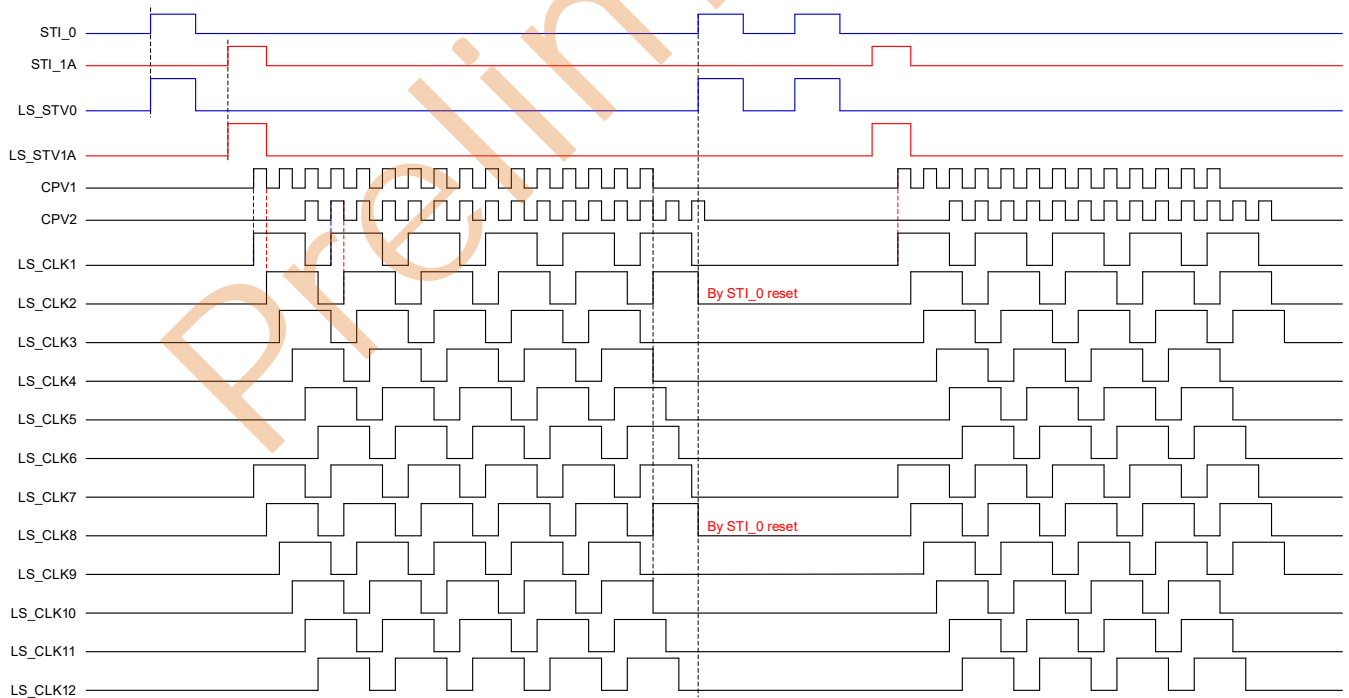 STI_0
STI_1A
LS_STV0
LS_STV1A
CPV1
CPV2
LS_CLK1
LS_CLK2
By STI_0 reset
LS_CLK3
LS_CLK4
LS_CLK5
LS_CLK6
LS_CLK7
LS_CLK8
By STI_0 reset
LS_CLK9
LS_CLK10
LS_CLK11
LS_CLK12
Prelim